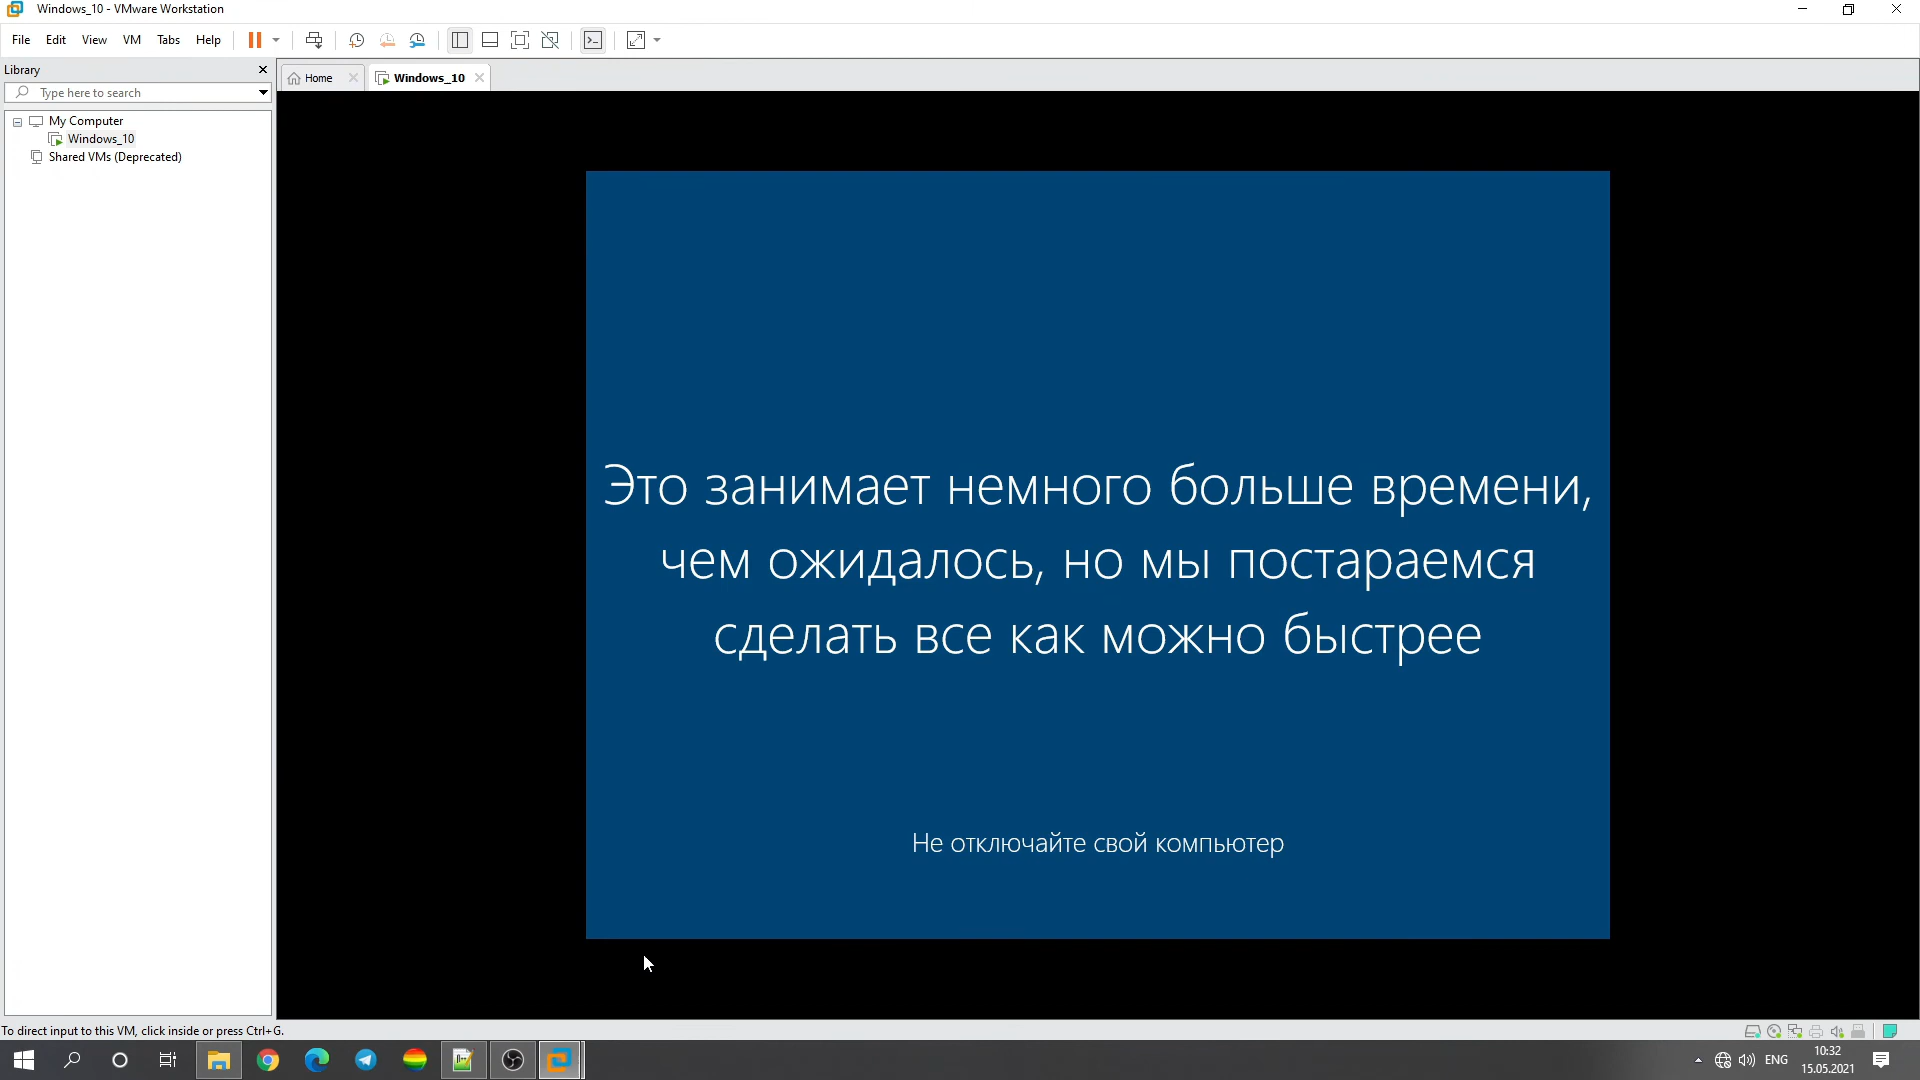 Windows_10 - VMware Workstation
File Edit View VM Tabs Help
Library
Home
Windows_10
Type here to search
My Computer
Windows_10
Shared VMs (Deprecated)
Это занимает немного больше времени,
чем ожидалось, но мы постараемся
сделать все как можно быстрее
Не отключайте свой компьютер
To direct input to this VM, click inside or press Ctrl+G.
ENG
10:32
15.05.2021